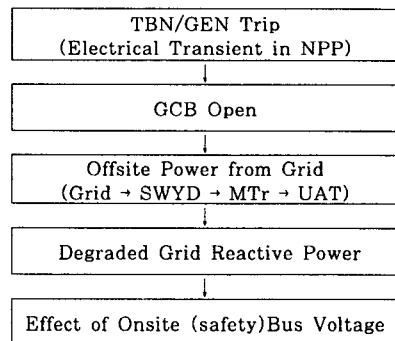 TBN/GEN Trip
(Electrical Transient in NPP)
GCB Open
Offsite Power from Grid
(Grid → SWYD → MTr → UAT)
Degraded Grid Reactive Power
Effect of Onsite (safety)Bus Voltage